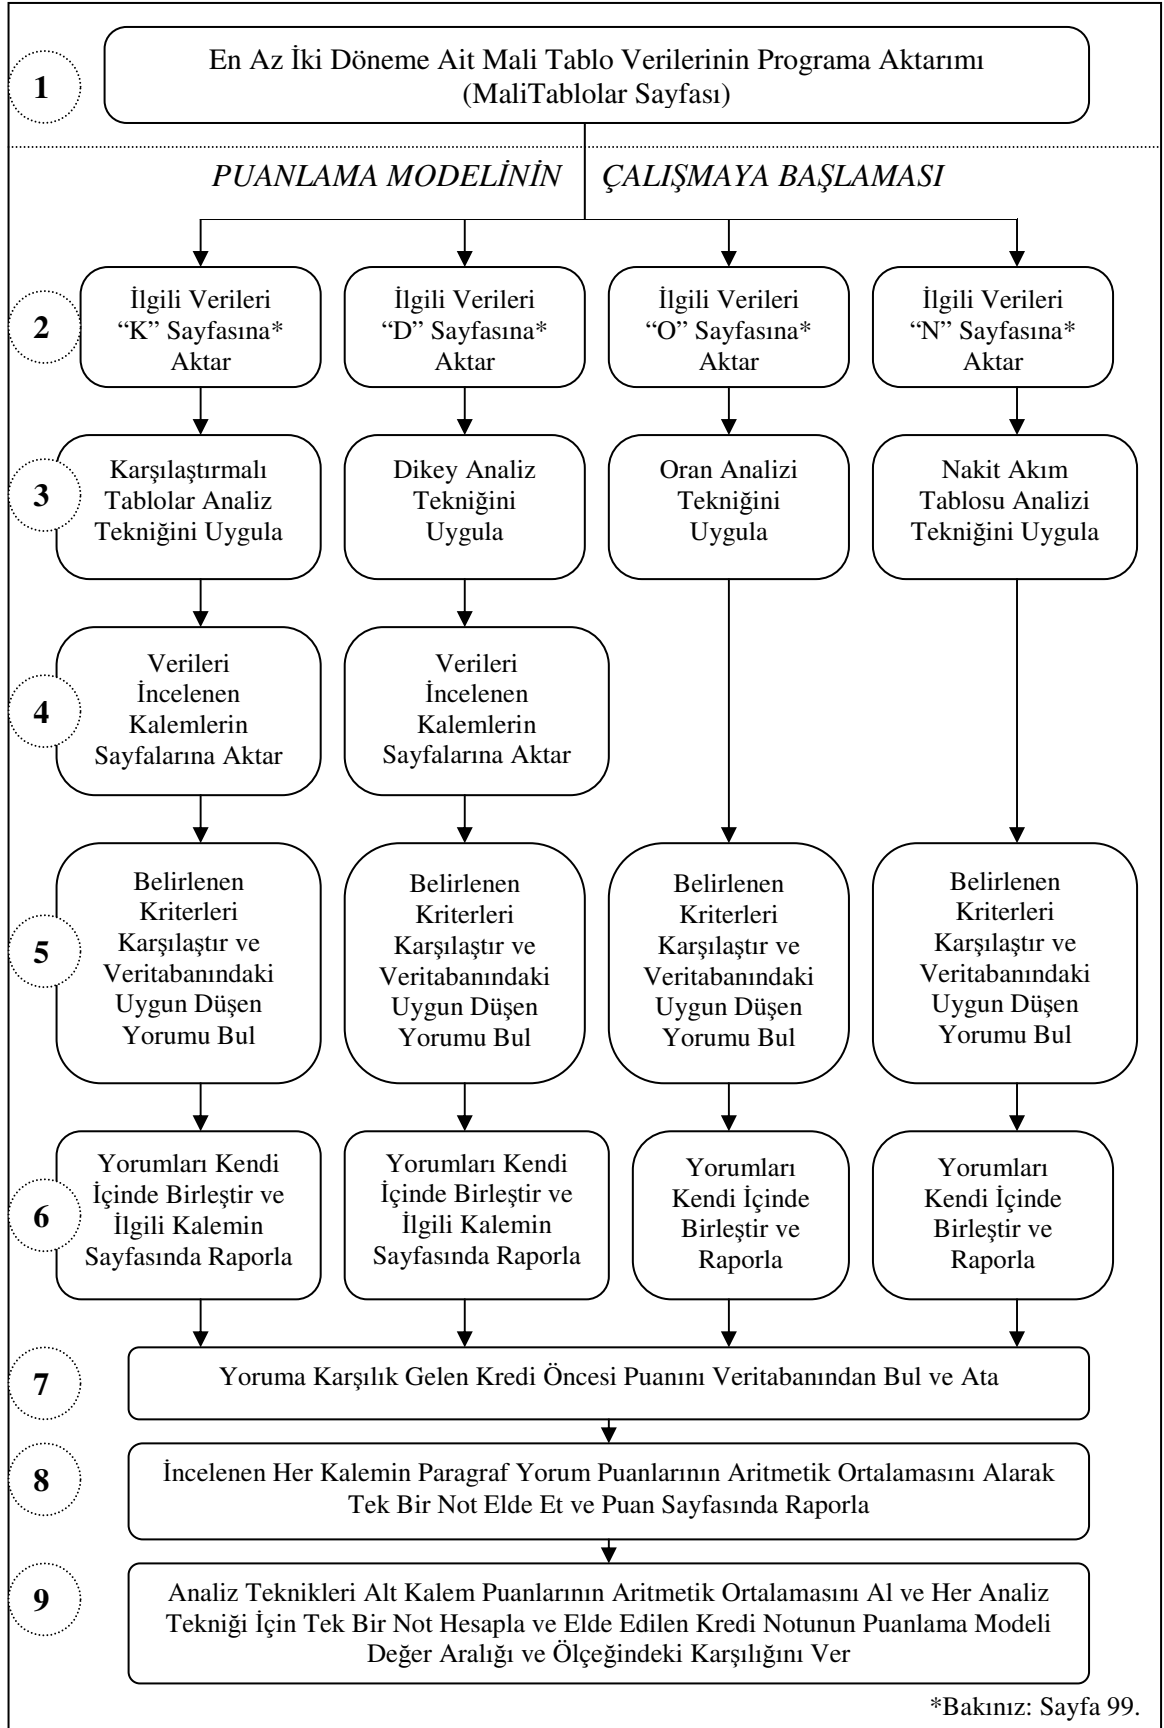 1
En Az İki Döneme Ait Mali Tablo Verilerinin Programa Aktarımı
(MaliTablolar Sayfası)
PUANLAMA MODELİNİN ÇALIŞMAYA BAŞLAMASI
2
İlgili Verileri
“K” Sayfasına*
Aktar
İlgili Verileri
“D” Sayfasına*
Aktar
İlgili Verileri
“O” Sayfasına*
Aktar
İlgili Verileri
“N” Sayfasına*
Aktar
3
Karşılaştırmalı
Tablolar Analiz
Tekniğini Uygula
Dikey Analiz
Tekniğini
Uygula
Oran Analizi
Tekniğini
Uygula
Nakit Akım
Tablosu Analizi
Tekniğini Uygula
4
Verileri
İncelenen
Kalemlerin
Sayfalarına Aktar
Verileri
İncelenen
Kalemlerin
Sayfalarına Aktar
5
Belirlenen
Kriterleri
Karşılaştır ve
Veritabanındaki
Uygun Düşen
Yorumu Bul
Belirlenen
Kriterleri
Karşılaştır ve
Veritabanındaki
Uygun Düşen
Yorumu Bul
Belirlenen
Kriterleri
Karşılaştır ve
Veritabanındaki
Uygun Düşen
Yorumu Bul
Belirlenen
Kriterleri
Karşılaştır ve
Veritabanındaki
Uygun Düşen
Yorumu Bul
6
Yorumları Kendi
İçinde Birleştir ve
İlgili Kalemin
Sayfasında Raporla
Yorumları Kendi
İçinde Birleştir ve
İlgili Kalemin
Sayfasında Raporla
Yorumları
Kendi İçinde
Birleştir ve
Raporla
Yorumları
Kendi İçinde
Birleştir ve
Raporla
7
Yoruma Karşılık Gelen Kredi Öncesi Puanını Veritabanından Bul ve Ata
8
İncelenen Her Kalemin Paragraf Yorum Puanlarının Aritmetik Ortalamasını Alarak
Tek Bir Not Elde Et ve Puan Sayfasında Raporla
9
Analiz Teknikleri Alt Kalem Puanlarının Aritmetik Ortalamasını Al ve Her Analiz
Tekniği İçin Tek Bir Not Hesapla ve Elde Edilen Kredi Notunun Puanlama Modeli
Değer Aralığı ve Ölçeğindeki Karşılığını Ver
*Bakınız: Sayfa 99.